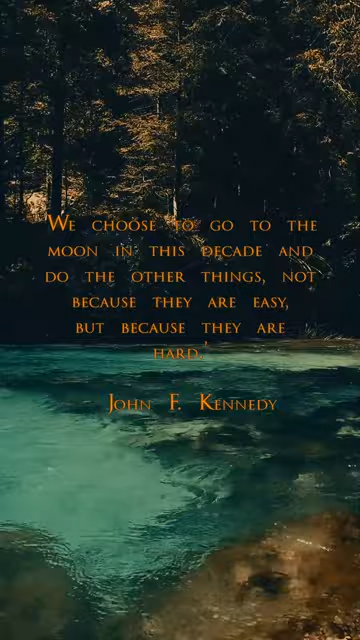 'We choose to go to the
moon in this decade and
do the other things, not
because they are easy,
but because they are
hard.'
John F. Kennedy